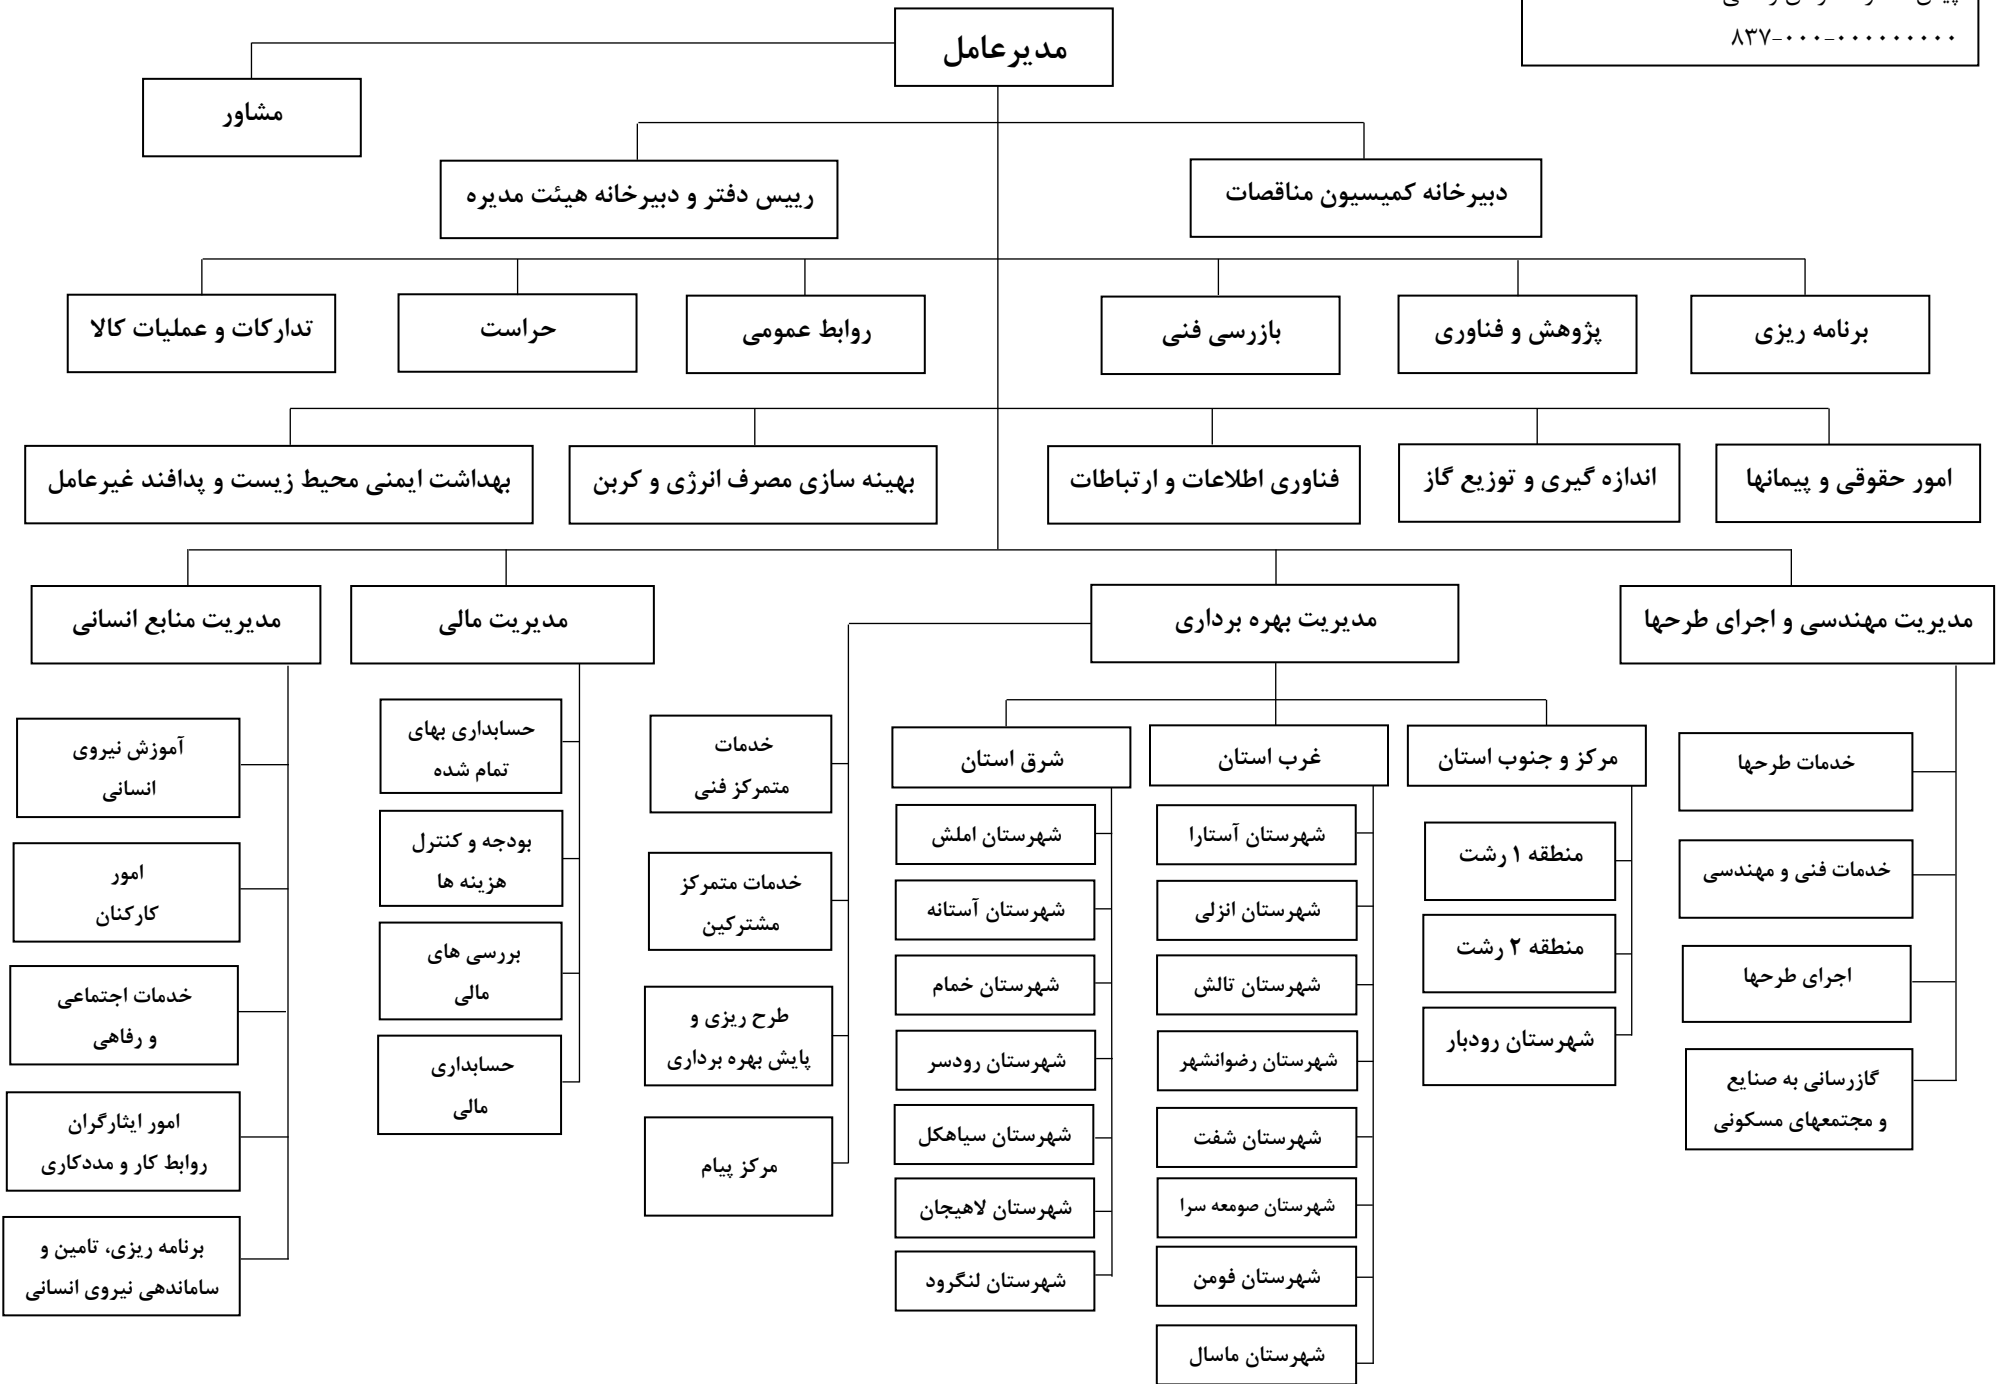 ۸۳۷-۰۰۰-۰۰۰۰۰۰۰۰۰
مدیرعامل
مشاور
دبیرخانه کمیسیون مناقصات
رییس دفتر و دبیرخانه هیئت مدیره
برنامه ریزی
پژوهش و فناوری
بازرسی فنی
روابط عمومی
حراست
تدارکات و عملیات کالا
امور حقوقی و پیمانها
اندازه گیری و توزیع گاز
فناوری اطلاعات و ارتباطات
بهینه سازی مصرف انرژی و کربن
بهداشت ایمنی محیط زیست و پدافند غیرعامل
مدیریت مهندسی و اجرای طرحها
مدیریت بهره برداری
مدیریت مالی
مدیریت منابع انسانی
خدمات طرحها
خدمات فنی و مهندسی
اجرای طرحها
گازرسانی به صنایع
و مجتمعهای مسکونی
مرکز و جنوب استان
منطقه ۱ رشت
منطقه ۲ رشت
شهرستان رودبار
غرب استان
شهرستان آستارا
شهرستان انزلی
شهرستان تالش
شهرستان رضوانشهر
شهرستان شفت
شهرستان صومعه سرا
شهرستان فومن
شهرستان ماسال
شرق استان
شهرستان املش
شهرستان آستانه
شهرستان خمام
شهرستان رودسر
شهرستان سیاهکل
شهرستان لاهیجان
شهرستان لنگرود
خدمات
متمرکز فنی
خدمات متمرکز
مشترکین
طرح ریزی و
پایش بهره برداری
مرکز پیام
حسابداری بهای
تمام شده
بودجه و کنترل
هزینه ها
بررسی های
مالی
حسابداری
مالی
آموزش نیروی
انسانی
امور
کارکنان
خدمات اجتماعی
و رفاهی
امور ایثارگران
روابط کار و مددکاری
برنامه ریزی، تامین و
ساماندهی نیروی انسانی